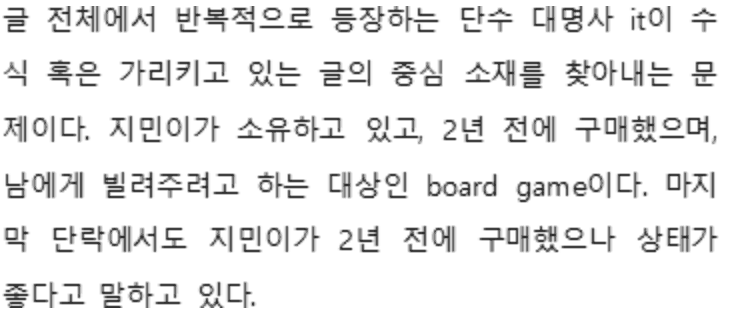 글 전체에서 반복적으로 등장하는 단수 대명사 it이 수
식 혹은 가리키고 있는 글의 중심 소재를 찾아내는 문
제이다. 지민이가 소유하고 있고, 2년 전에 구매했으며,
남에게 빌려주려고 하는 대상인 board game이다. 마지
막 단락에서도 지민이가 2년 전에 구매했으나 상태가
좋다고 말하고 있다.